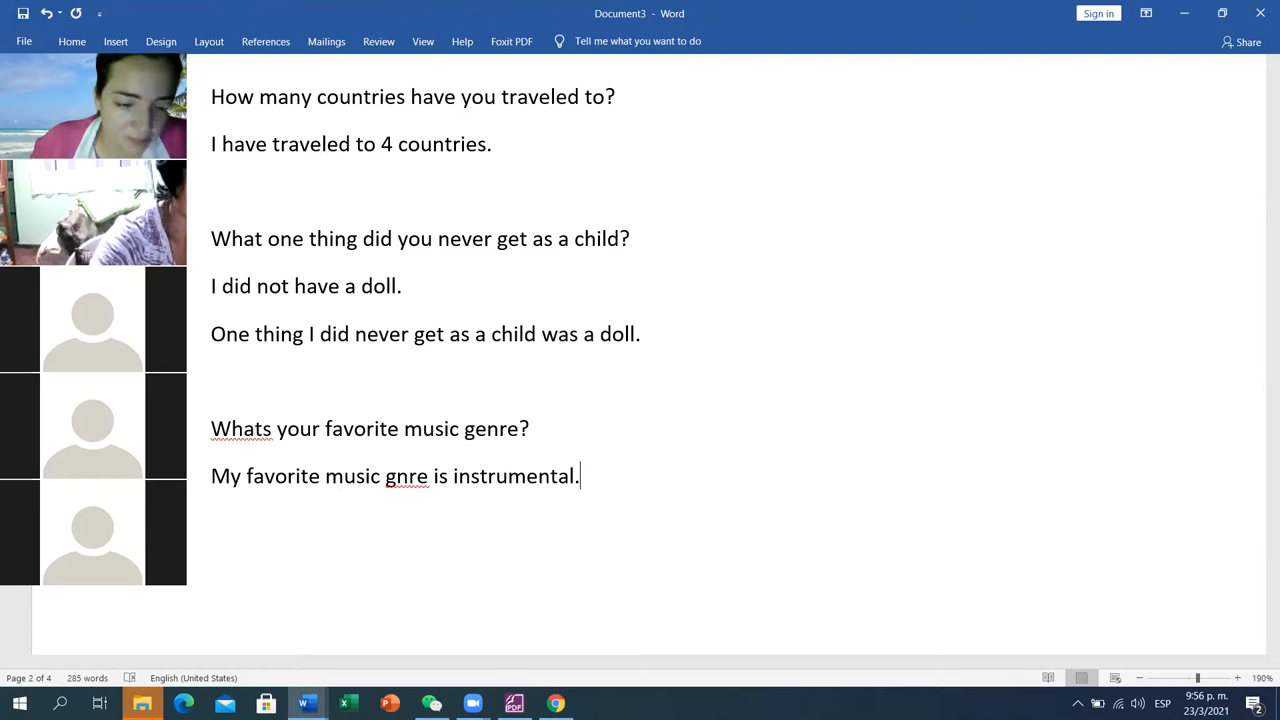 Document3 - Word
Sign in
File Home Insert Design Layout References Mailings Review View Help Foxit PDF Tell me what you want to do Share
How many countries have you traveled to?
I have traveled to 4 countries.
What one thing did you never get as a child?
I did not have a doll.
One thing I did never get as a child was a doll.
Whats your favorite music genre?
My favorite music gnre is instrumental.
Page 2 of 4 285 words English (United States) 190%
9:56 p. m.
ESP
23/3/2021
2